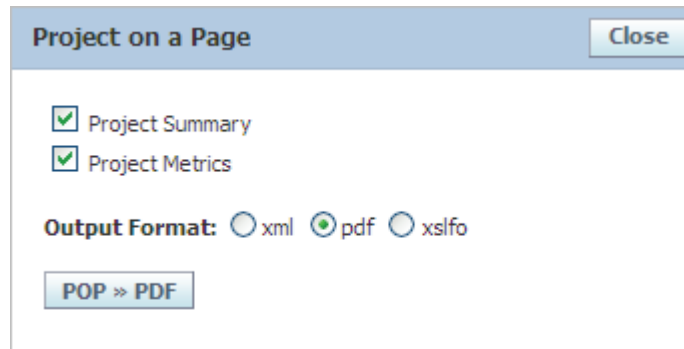 Project on a Page Close
Project Summary
Project Metrics
Output Format: xml pdf xslfo
POP » PDF